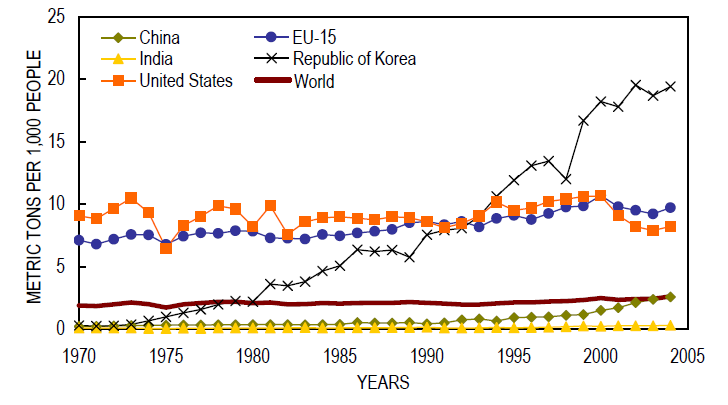 25
20
15
10
5
0
METRIC TONS PER 1,000 PEOPLE
China
EU-15
India
Republic of Korea
United States
World
1970 1975 1980 1985 1990 1995 2000 2005
YEARS